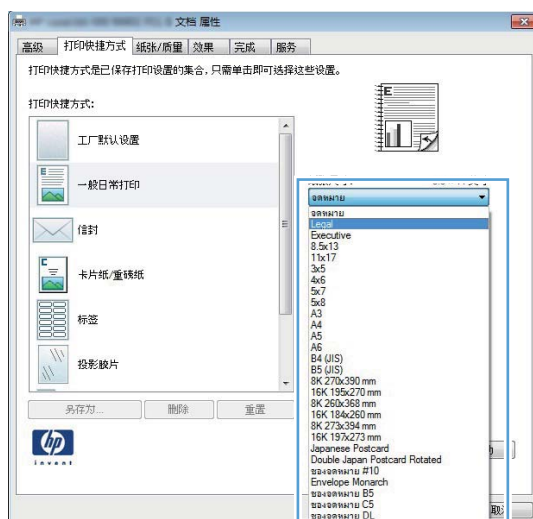 文档 属性
高级 打印快捷方式 纸张/质量 效果 完成 服务
打印快捷方式是已保存打印设置的集合，只需单击即可选择这些设置。
打印快捷方式:
工厂默认设置
一般日常打印
信封
卡片纸/重磅纸
标签
投影胶片
另存为... 删除 重置
hp
invent
จดหมาย
จดหมาย
Legal
Executive
8.5x13
11x17
3x5
4x6
5x7
5x8
A3
A4
A5
A6
B4 (JIS)
B5 (JIS)
8K 270x390 mm
16K 195x270 mm
8K 260x368 mm
16K 184x260 mm
8K 273x394 mm
16K 197x273 mm
Japanese Postcard
Double Japan Postcard Rotated
ซองจดหมาย #10
Envelope Monarch
ซองจดหมาย B5
ซองจดหมาย C5
ซองจดหมาย DL